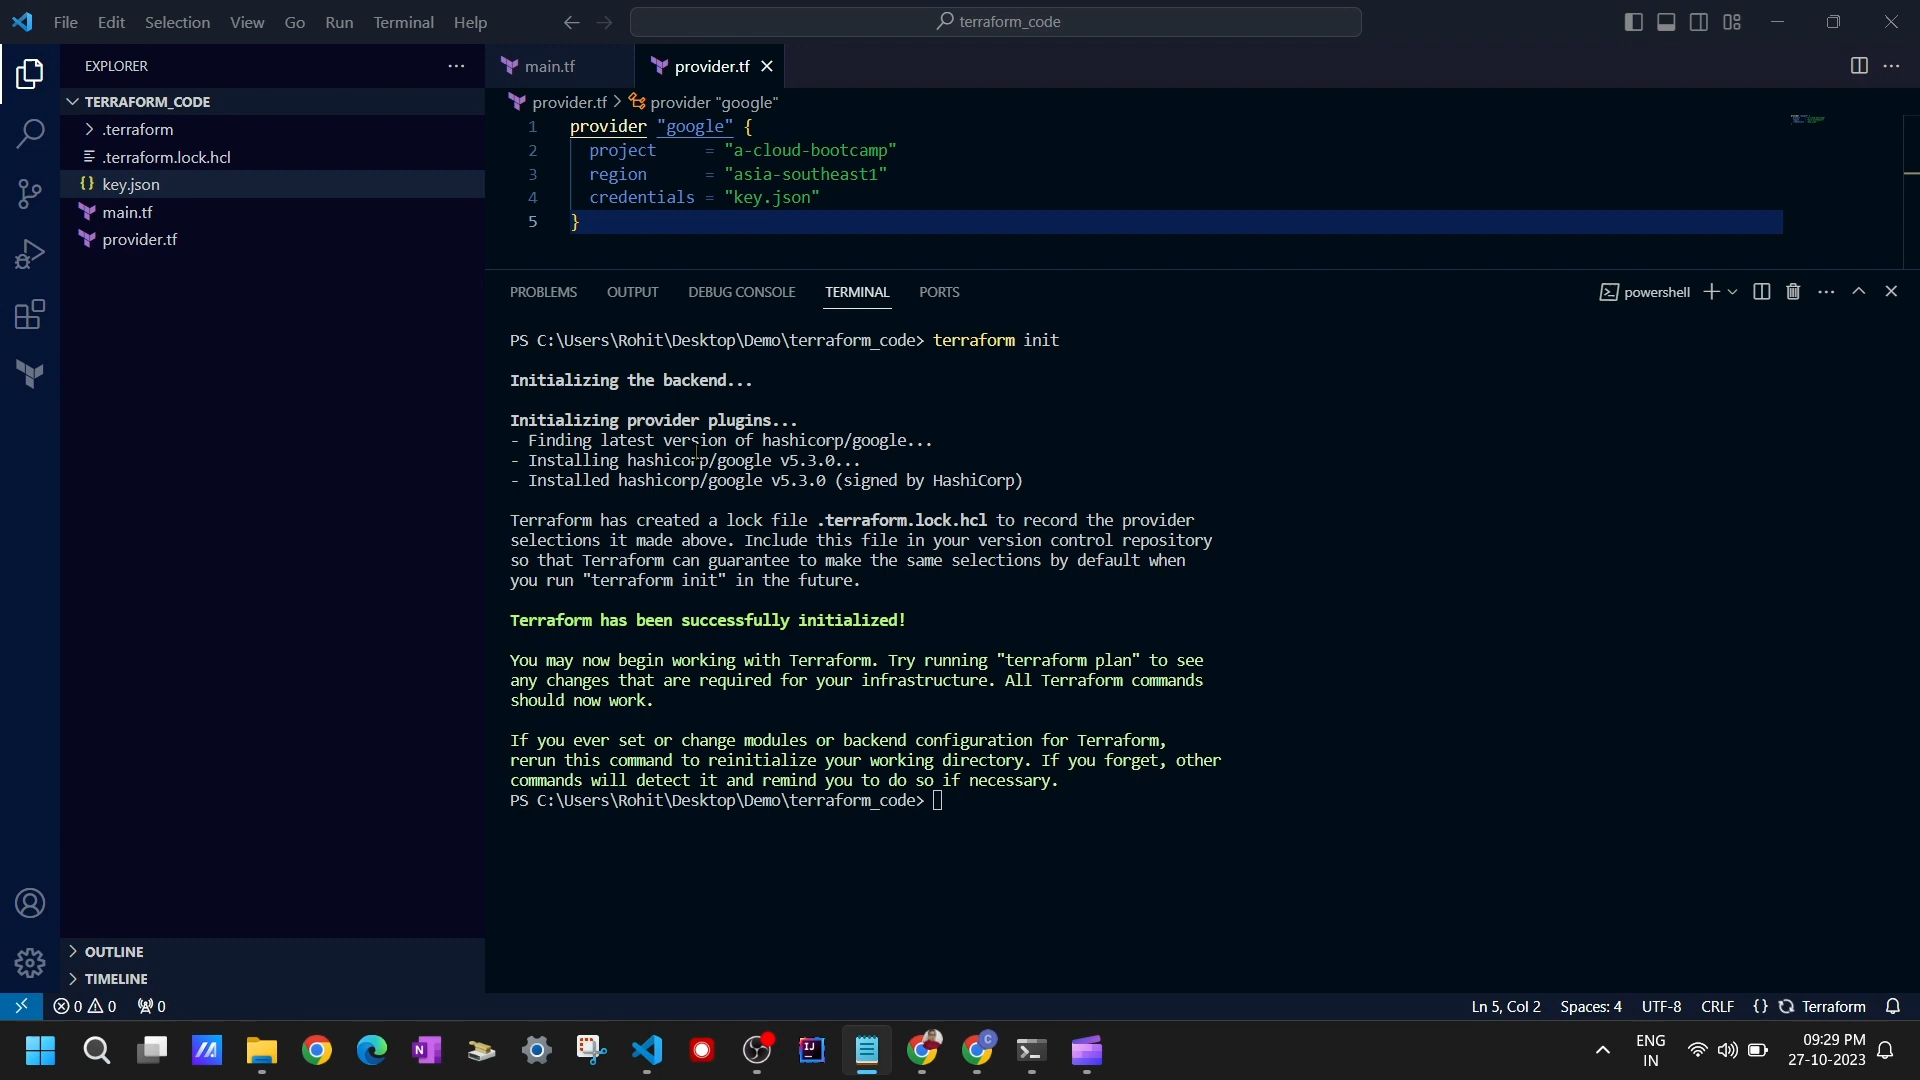 File Edit Selection View Go Run Terminal Help
terraform_code
EXPLORER
TERRAFORM_CODE
.terraform
.terraform.lock.hcl
{} key.json
main.tf
provider.tf
OUTLINE
TIMELINE
main.tf
provider.tf
provider.tf > provider "google"
1 provider "google" {
2 project = "a-cloud-bootcamp"
3 region = "asia-southeast1"
4 credentials = "key.json"
5 }
PROBLEMS OUTPUT DEBUG CONSOLE TERMINAL PORTS
powershell
PS C:\Users\Rohit\Desktop\Demo\terraform_code> terraform init
Initializing the backend...
Initializing provider plugins...
- Finding latest version of hashicorp/google...
- Installing hashicorp/google v5.3.0...
- Installed hashicorp/google v5.3.0 (signed by HashiCorp)
Terraform has created a lock file .terraform.lock.hcl to record the provider
selections it made above. Include this file in your version control repository
so that Terraform can guarantee to make the same selections by default when
you run "terraform init" in the future.
Terraform has been successfully initialized!
You may now begin working with Terraform. Try running "terraform plan" to see
any changes that are required for your infrastructure. All Terraform commands
should now work.
If you ever set or change modules or backend configuration for Terraform,
rerun this command to reinitialize your working directory. If you forget, other
commands will detect it and remind you to do so if necessary.
PS C:\Users\Rohit\Desktop\Demo\terraform_code>
0 0 0
Ln 5, Col 2 Spaces: 4 UTF-8 CRLF {} Terraform
N
IJ
C
ENG
IN
09:29 PM
27-10-2023